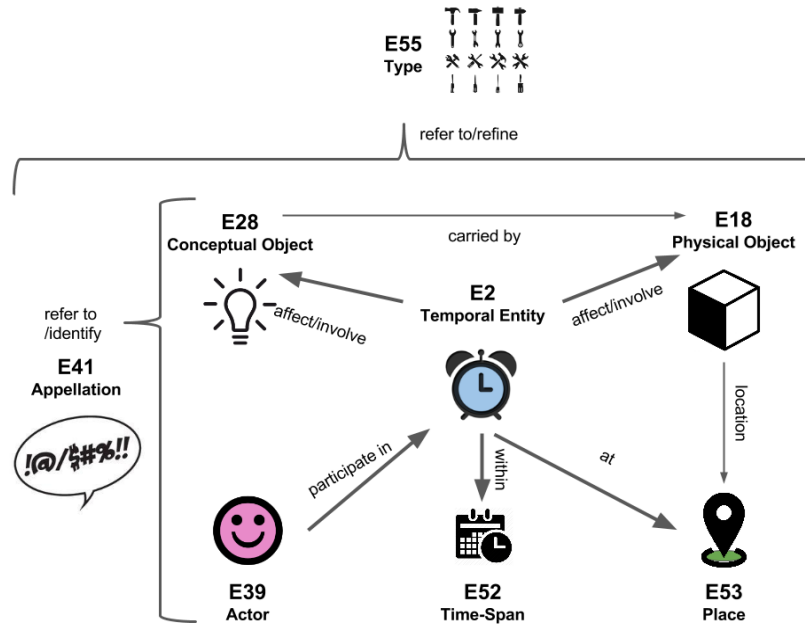 E55
Type
refer to/refine
E28
Conceptual Object
carried by
E18
Physical Object
refer to
/identify
E41
Appellation
!@/$#%!!
affect/involve
E2
Temporal Entity
affect/involve
location
participate in
within
at
E39
Actor
E52
Time-Span
E53
Place